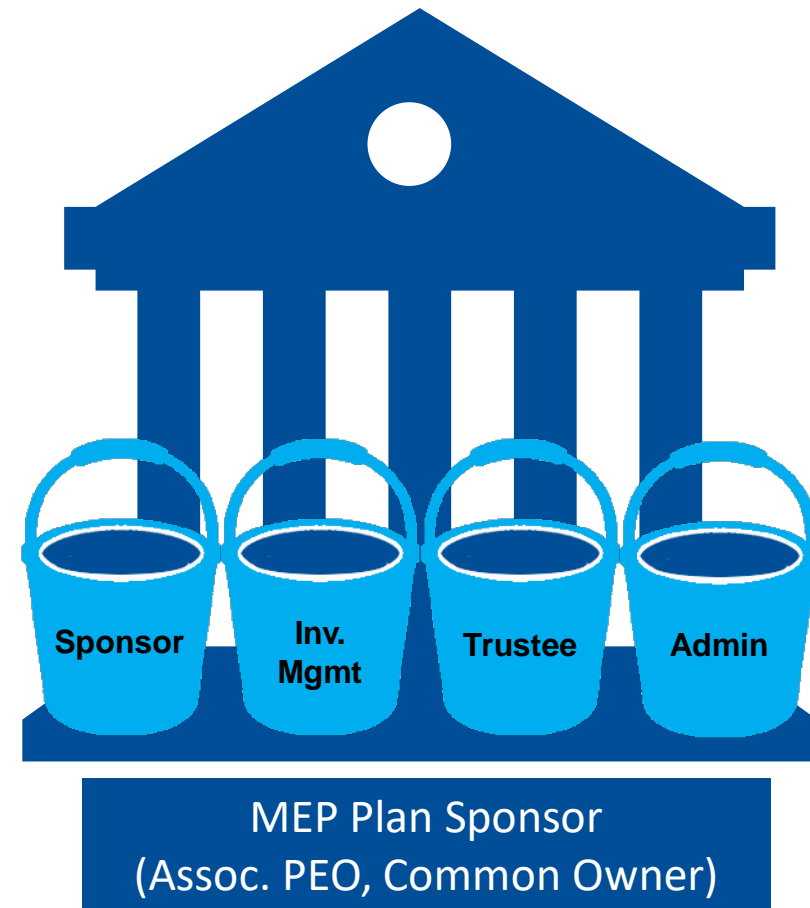 Sponsor
Inv.
Mgmt
Trustee
Admin
MEP Plan Sponsor
(Assoc. PEO, Common Owner)